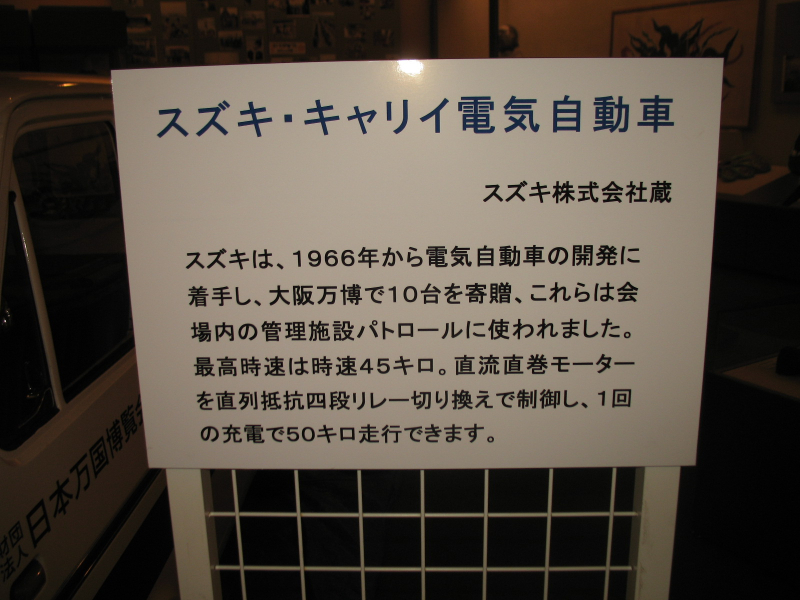 スズキ・キャリイ電気自動車
スズキ株式会社蔵
スズキは、1966年から電気自動車の開発に
着手し、大阪万博で10台を寄贈、これらは会
場内の管理施設パトロールに使われました。
最高時速は時速45キロ。直流直巻モーター
を直列抵抗四段リレー切り換えで制御し、1回
の充電で50キロ走行できます。
財団
法人
日本万国博覧会